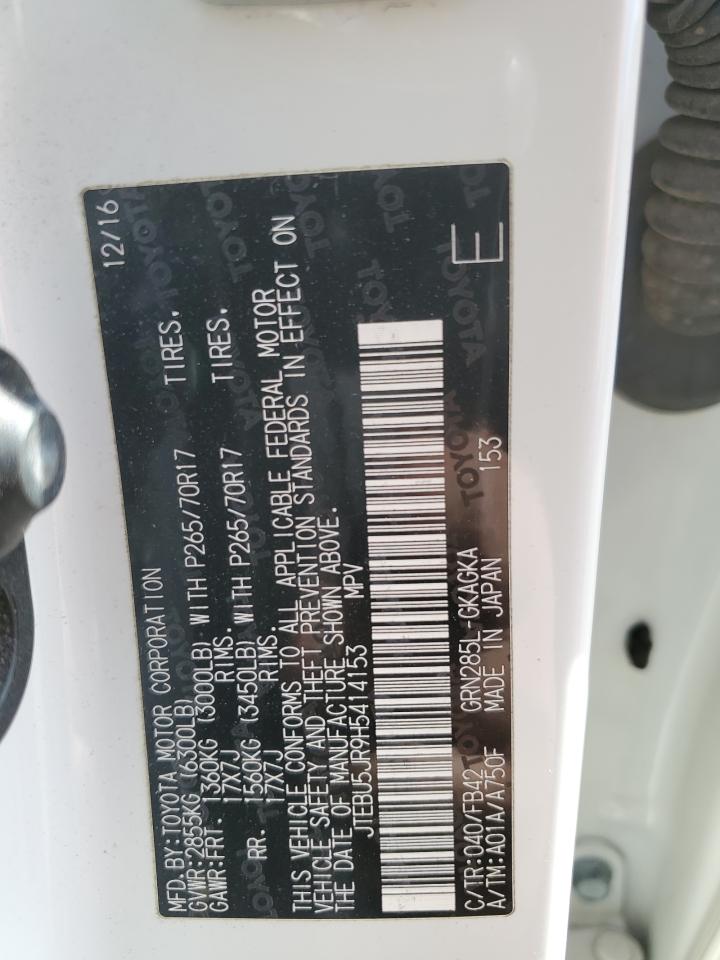 MFD.BY:TOYOTA MOTOR CORPORATION 12/16
GVWR:2855KG (6300LB)
GAWR:FRT. 1360KG (3000LB) WITH P265/70R17 TIRES.
17X7J RIMS.
RR. 1560KG (3450LB) WITH P265/70R17 TIRES.
17X7J RIMS.
THIS VEHICLE CONFORMS TO ALL APPLICABLE FEDERAL MOTOR
VEHICLE SAFETY AND THEFT PREVENTION STANDARDS IN EFFECT ON
THE DATE OF MANUFACTURE SHOWN ABOVE.
JTEBU5JR9H5414153 MPV
C/TR:040/FB42 GRN285L-GKAGKA 153 E
A/TM:A01A/A750F MADE IN JAPAN